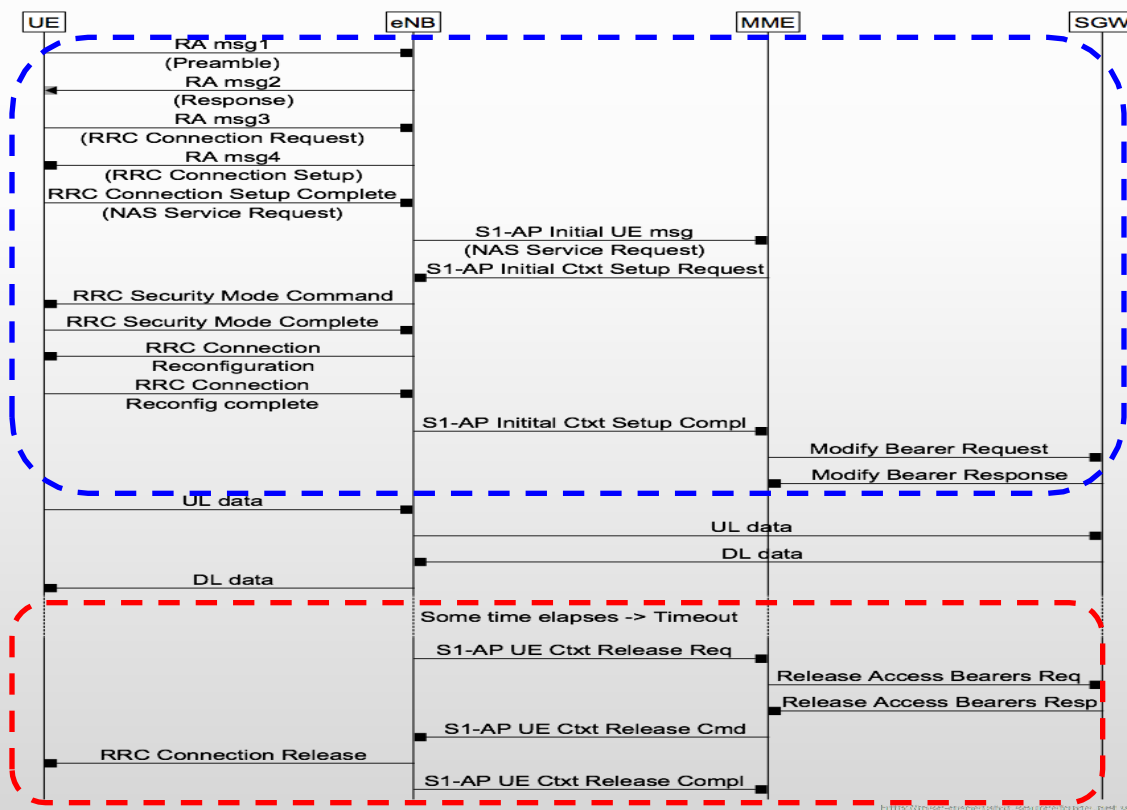 UE eNB MME SGW
RA msg1
(Preamble)
RA msg2
(Response)
RA msg3
(RRC Connection Request)
RA msg4
(RRC Connection Setup)
RRC Connection Setup Complete
(NAS Service Request)
S1-AP Initial UE msg
(NAS Service Request)
S1-AP Initial Ctxt Setup Request
RRC Security Mode Command
RRC Security Mode Complete
RRC Connection
Reconfiguration
RRC Connection
Reconfig complete
S1-AP Initital Ctxt Setup Compl
Modify Bearer Request
Modify Bearer Response
UL data
UL data
DL data
DL data
Some time elapses -> Timeout
S1-AP UE Ctxt Release Req
Release Access Bearers Req
Release Access Bearers Resp
S1-AP UE Ctxt Release Cmd
RRC Connection Release
S1-AP UE Ctxt Release Compl